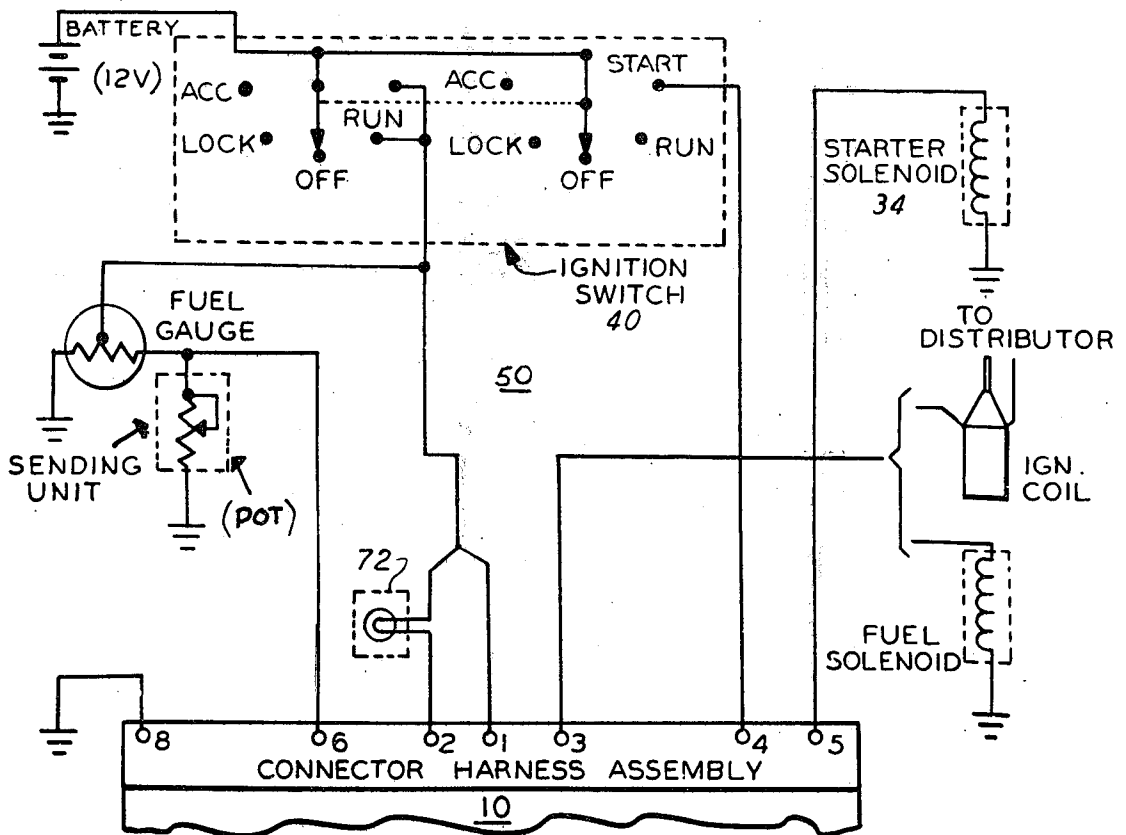 BATTERY
(12V)
ACC
LOCK
RUN
OFF
ACC
LOCK
START
RUN
OFF
IGNITION
SWITCH
40
STARTER
SOLENOID
34
FUEL
GAUGE
SENDING
UNIT
(POT)
50
TO
DISTRIBUTOR
IGN.
COIL
72
FUEL
SOLENOID
8 6 2 1 3 4 5
CONNECTOR HARNESS ASSEMBLY
10